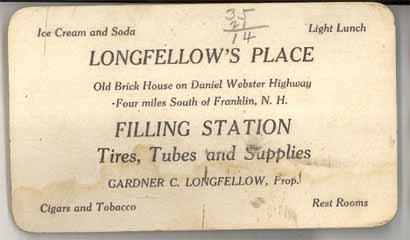 Ice Cream and Soda
Light Lunch
35
21
14
LONGFELLOW'S PLACE
Old Brick House on Daniel Webster Highway
Four miles South of Franklin, N. H.
FILLING STATION
Tires, Tubes and Supplies
GARDNER C. LONGFELLOW, Prop.
Cigars and Tobacco
Rest Rooms